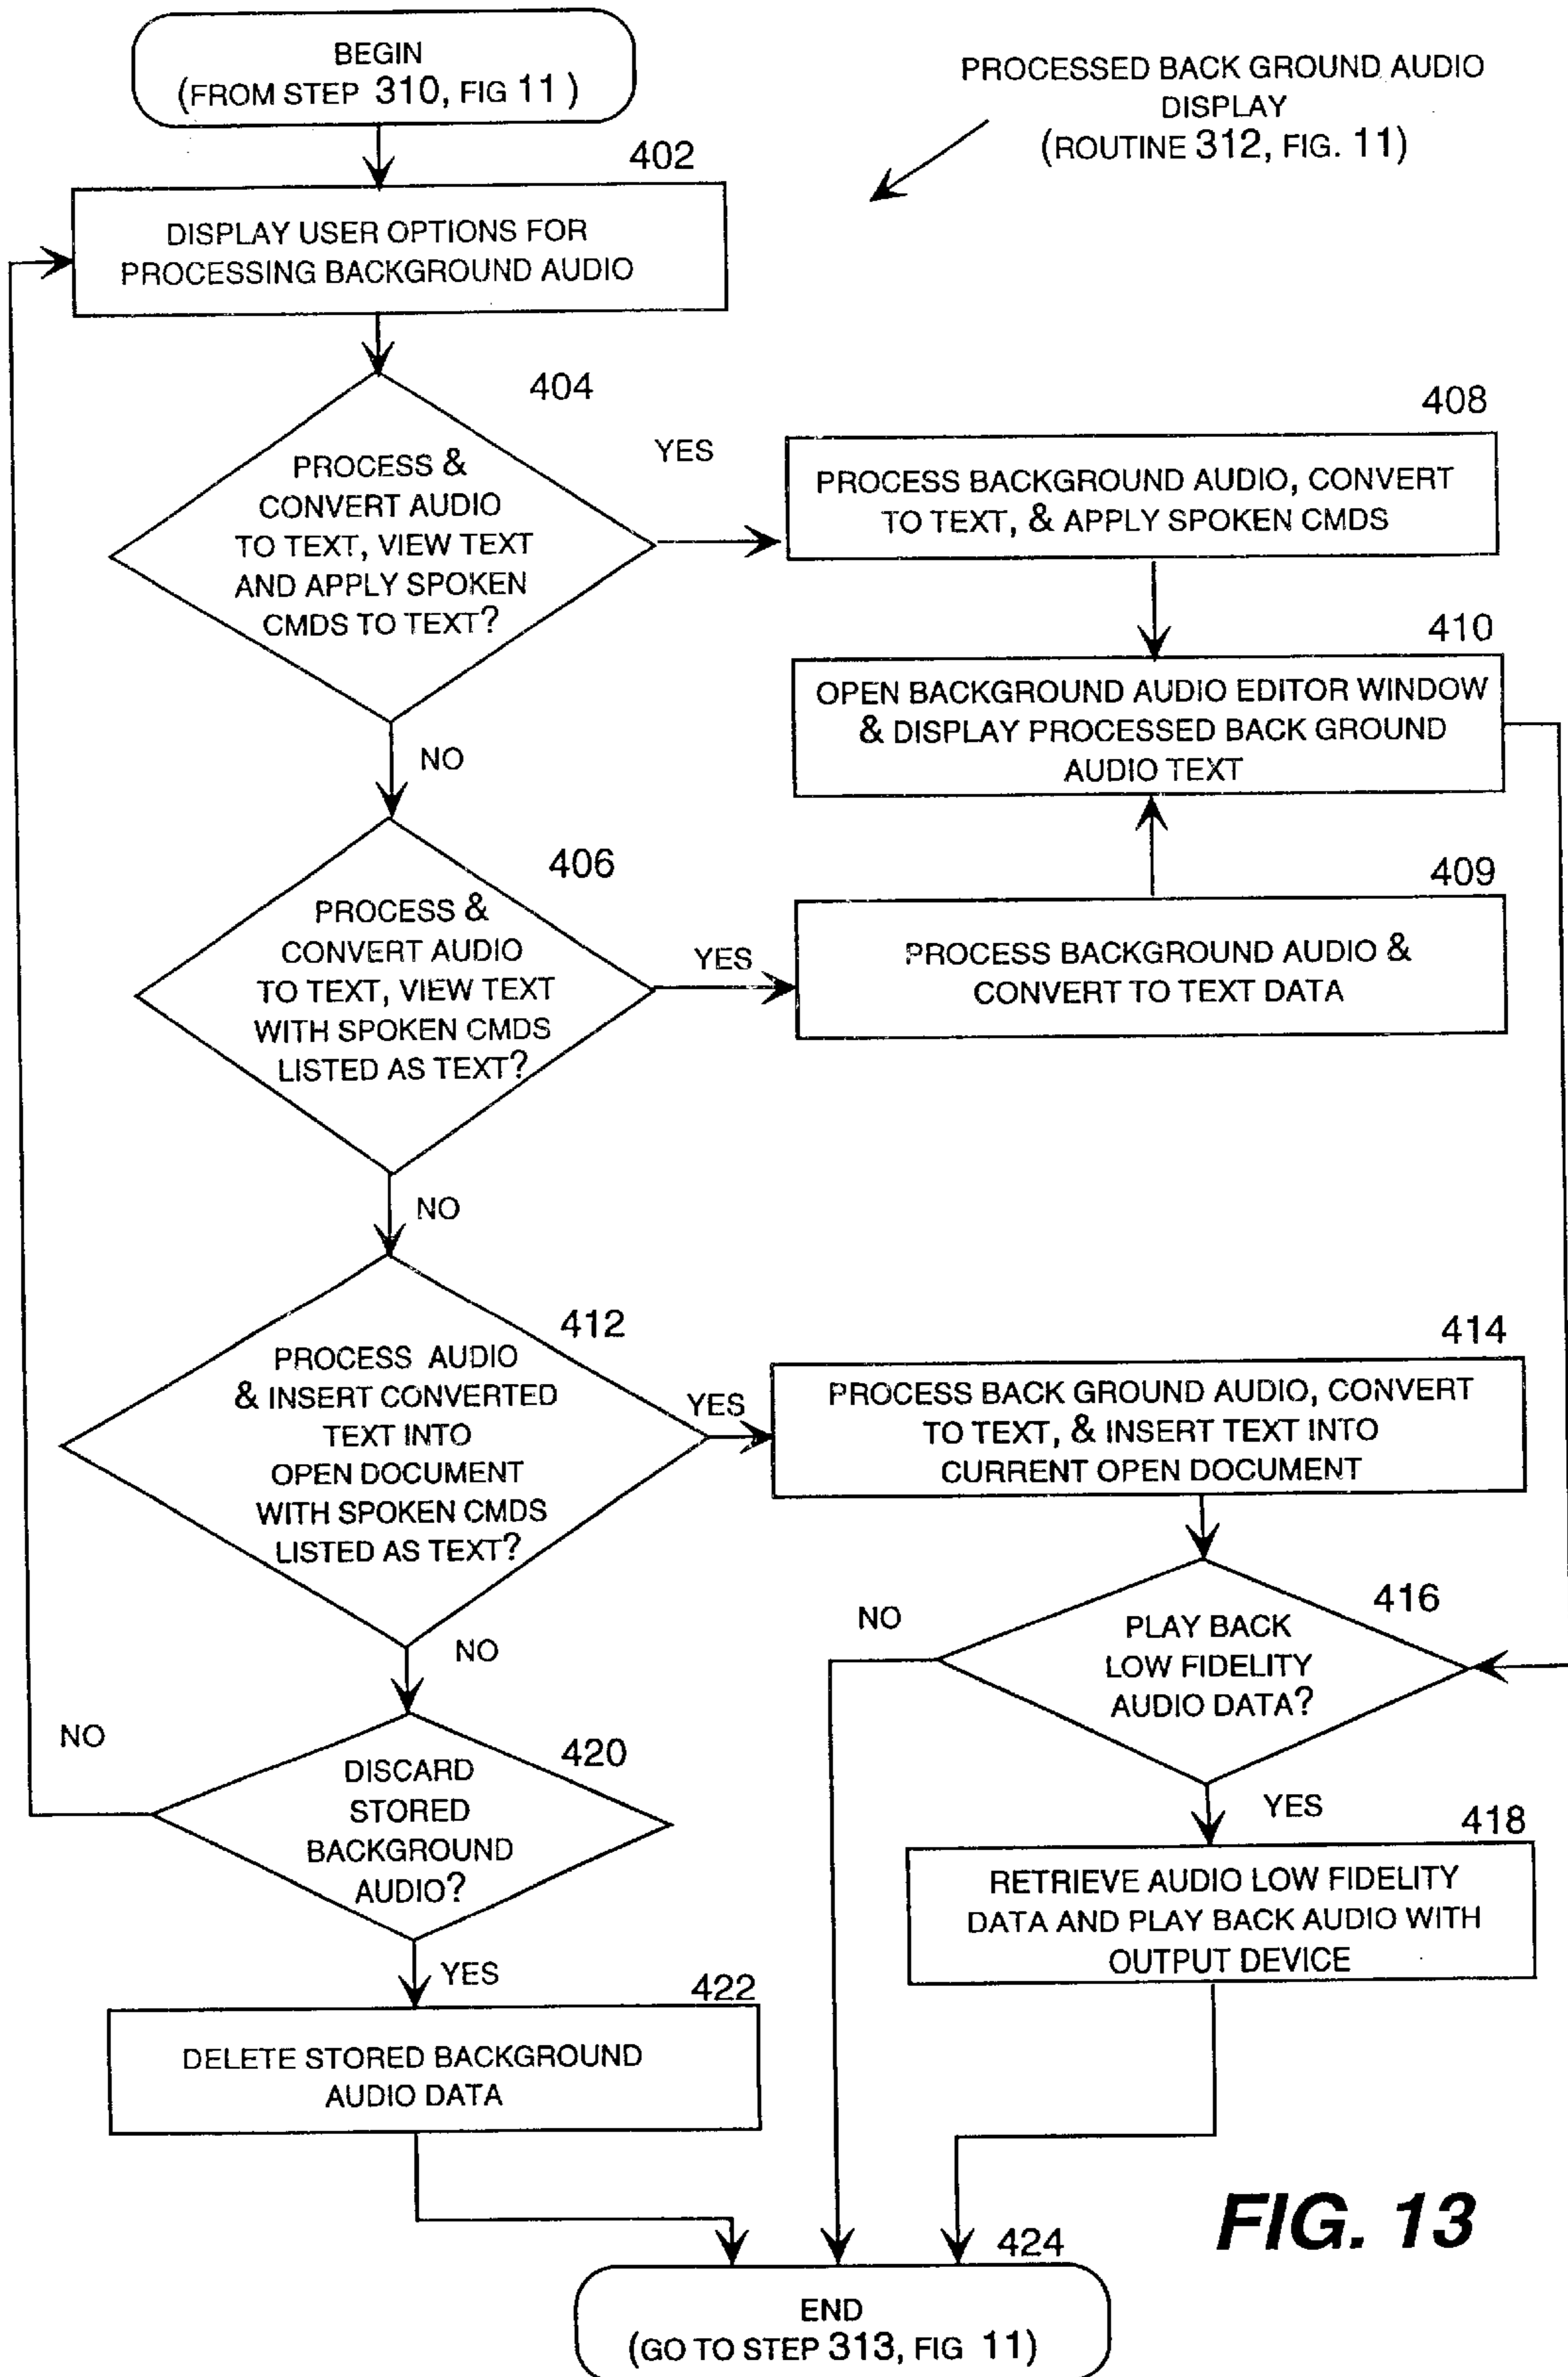 BEGIN
(FROM STEP 310, FIG 11 )
PROCESSED BACK GROUND AUDIO
DISPLAY
(ROUTINE 312, FIG. 11)
402
DISPLAY USER OPTIONS FOR
PROCESSING BACKGROUND AUDIO
404
PROCESS &
CONVERT AUDIO
TO TEXT, VIEW TEXT
AND APPLY SPOKEN
CMDS TO TEXT?
YES
408
PROCESS BACKGROUND AUDIO, CONVERT
TO TEXT, & APPLY SPOKEN CMDS
410
OPEN BACKGROUND AUDIO EDITOR WINDOW
& DISPLAY PROCESSED BACK GROUND
AUDIO TEXT
NO
406
PROCESS &
CONVERT AUDIO
TO TEXT, VIEW TEXT
WITH SPOKEN CMDS
LISTED AS TEXT?
YES
409
PROCESS BACKGROUND AUDIO &
CONVERT TO TEXT DATA
NO
412
PROCESS AUDIO
& INSERT CONVERTED
TEXT INTO
OPEN DOCUMENT
WITH SPOKEN CMDS
LISTED AS TEXT?
YES
414
PROCESS BACK GROUND AUDIO, CONVERT
TO TEXT, & INSERT TEXT INTO
CURRENT OPEN DOCUMENT
NO
416
PLAY BACK
LOW FIDELITY
AUDIO DATA?
NO
YES
418
RETRIEVE AUDIO LOW FIDELITY
DATA AND PLAY BACK AUDIO WITH
OUTPUT DEVICE
NO
420
DISCARD
STORED
BACKGROUND
AUDIO?
YES
422
DELETE STORED BACKGROUND
AUDIO DATA
424
END
(GO TO STEP 313, FIG 11)
FIG. 13